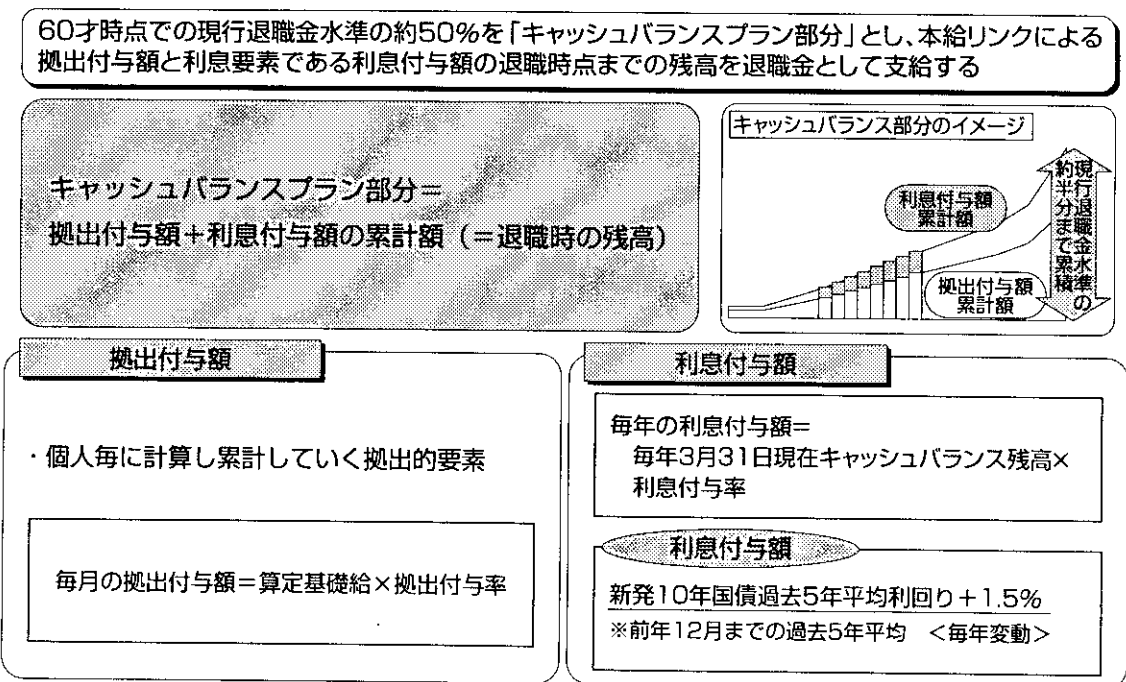 60才時点での現行退職金水準の約50%を「キャッシュバランスプラン部分」とし、本給リンクによる
拠出付与額と利息要素である利息付与額の退職時点までの残高を退職金として支給する
キャッシュバランスプラン部分＝
拠出付与額＋利息付与額の累計額（＝退職時の残高）
キャッシュバランス部分のイメージ
利息付与額
累計額
拠出付与額
累計額
現行退職金水準の
約半分まで累積
拠出付与額
・個人毎に計算し累計していく拠出的要素
毎月の拠出付与額＝算定基礎給×拠出付与率
利息付与額
毎年の利息付与額＝
毎年3月31日現在キャッシュバランス残高×
利息付与率
利息付与額
新発10年国債過去5年平均利回り＋1.5%
※前年12月までの過去5年平均　＜毎年変動＞